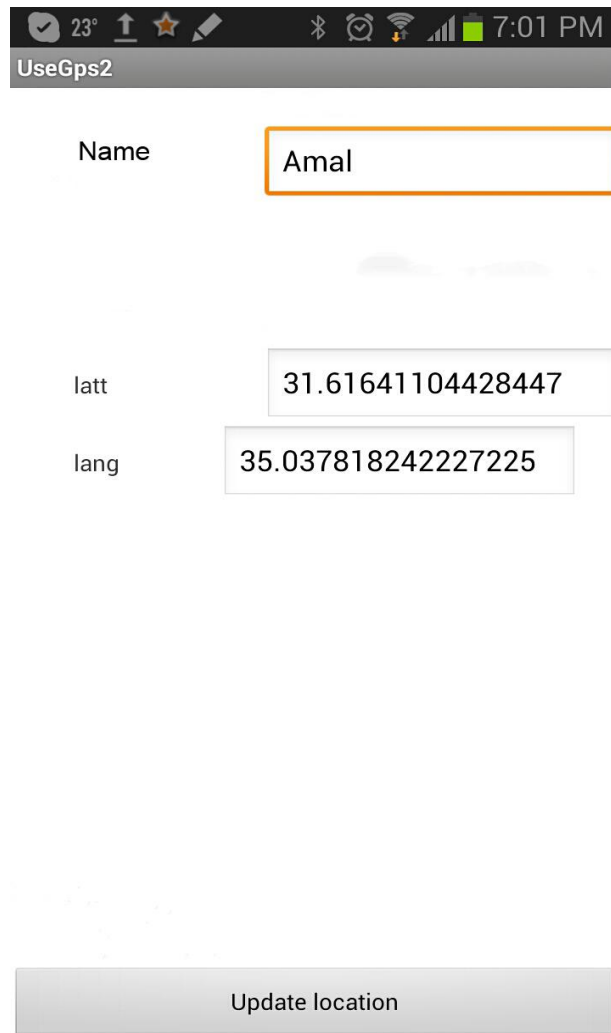 23° 7:01 PM
UseGps2
Name Amal
latt 31.61641104428447
lang 35.037818242227225
Update location